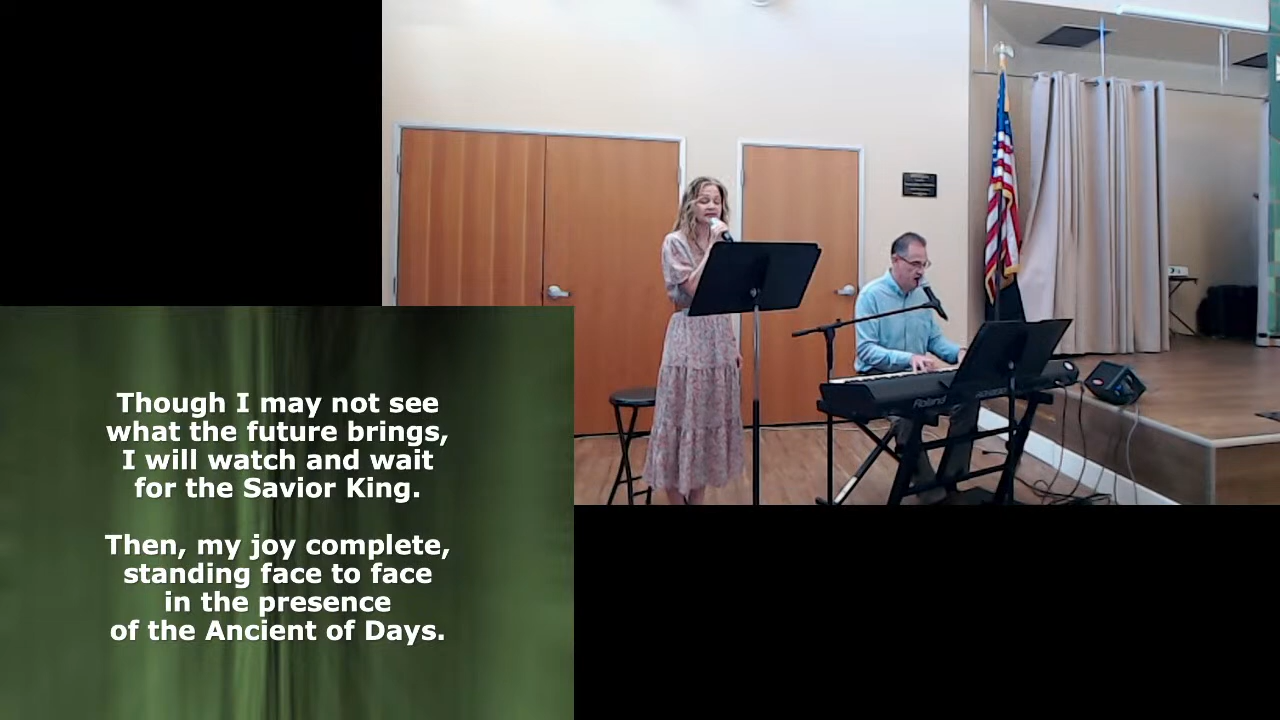 Though I may not see
what the future brings,
I will watch and wait
for the Savior King.
Then, my joy complete,
standing face to face
in the presence
of the Ancient of Days.
Roland